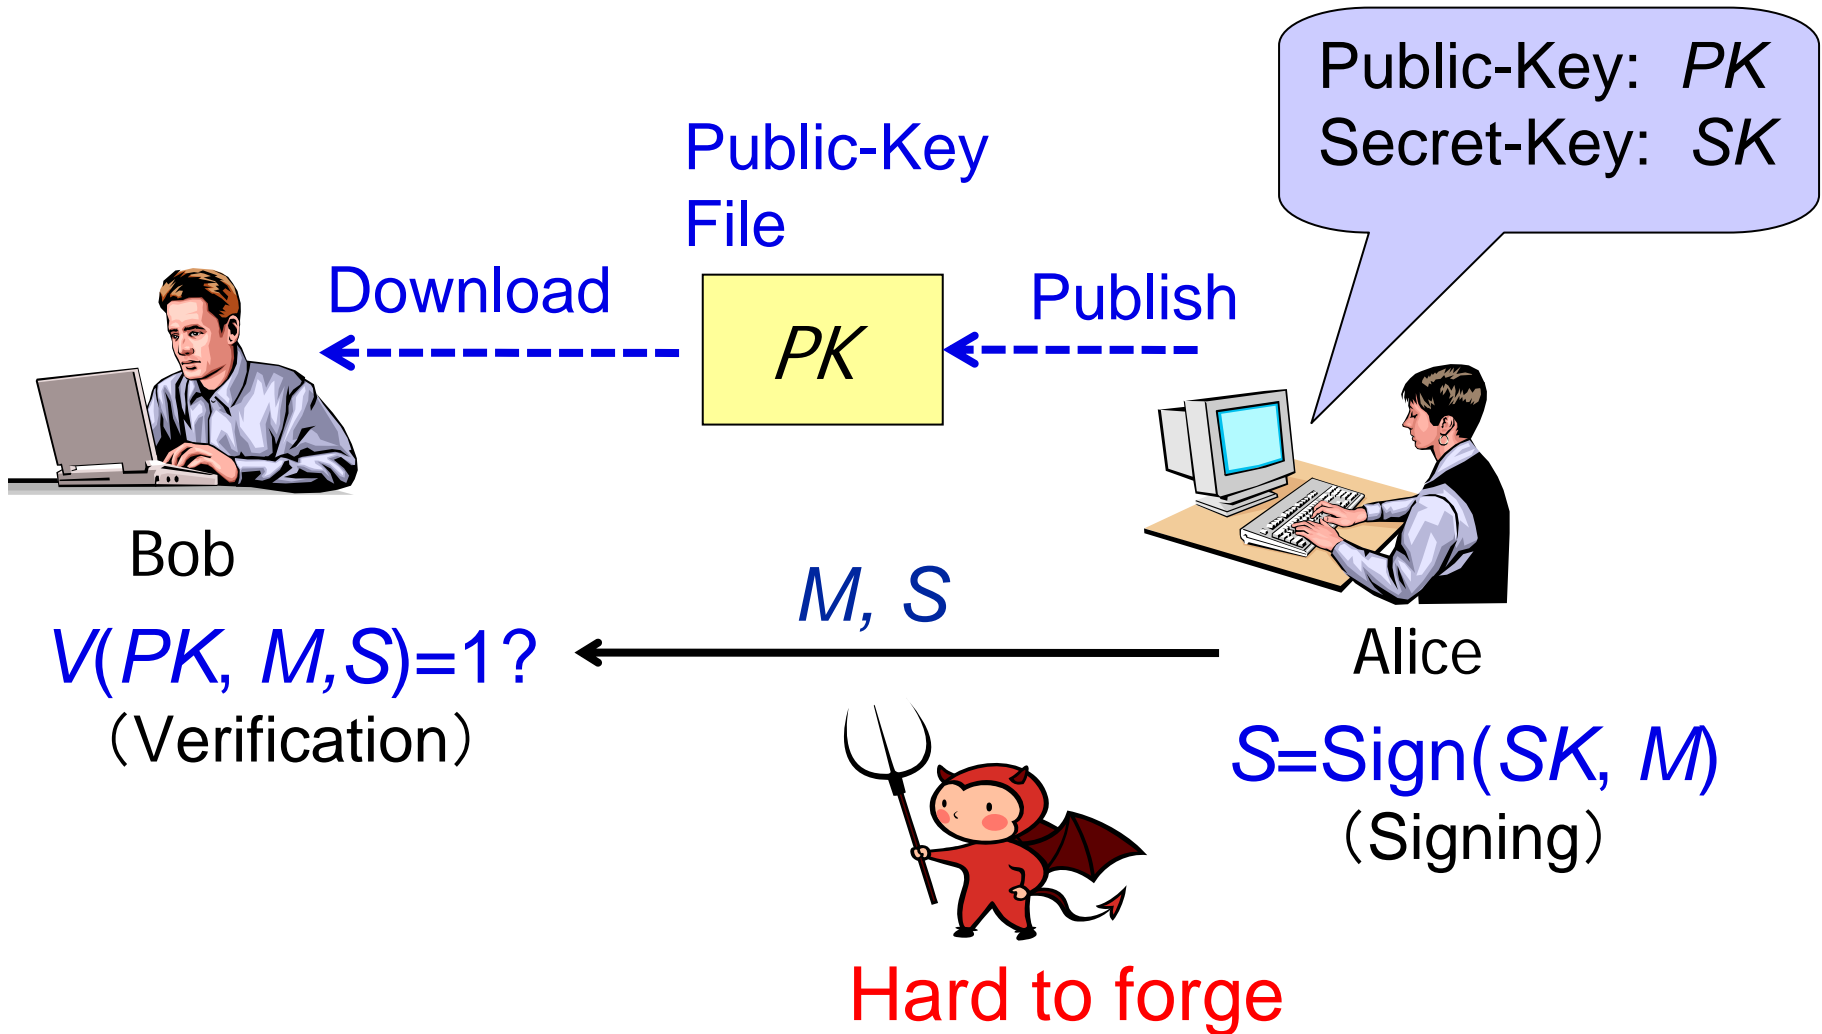 Public-Key: PK
Secret-Key: SK
Public-Key
File
Download
Publish
PK
Bob
M, S
Alice
V(PK, M,S)=1?
（Verification）
S=Sign(SK, M)
（Signing）
Hard to forge